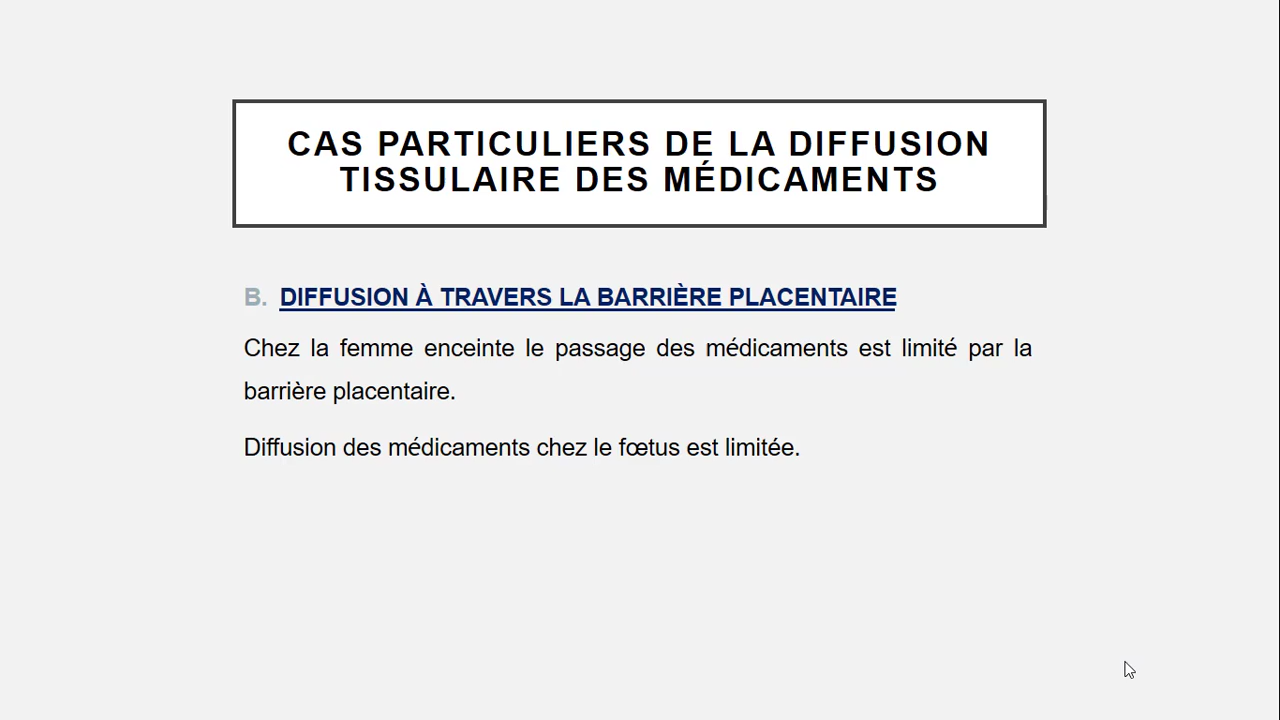 CAS PARTICULIERS DE LA DIFFUSION
TISSULAIRE DES MÉDICAMENTS
B. DIFFUSION À TRAVERS LA BARRIÈRE PLACENTAIRE
Chez la femme enceinte le passage des médicaments est limité par la
barrière placentaire.
Diffusion des médicaments chez le fœtus est limitée.